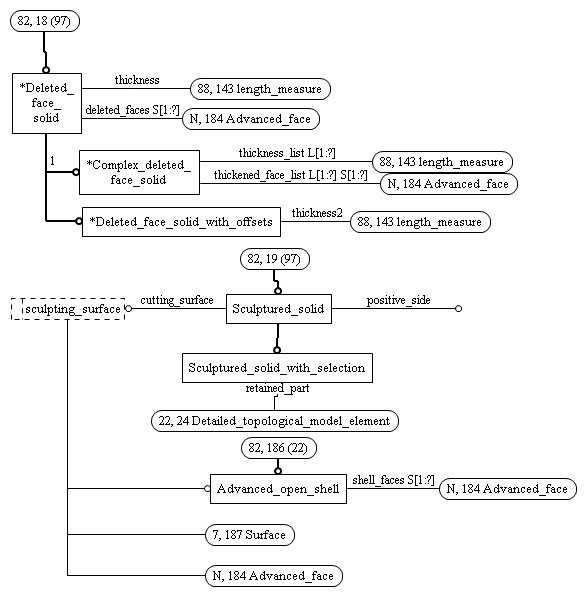 82, 18 (97)
*Deleted_
face_
solid
thickness
88, 143 length_measure
deleted_faces S[1:?]
N, 184 Advanced_face
1
*Complex_deleted_
face_solid
thickness_list L[1:?]
88, 143 length_measure
thickened_face_list L[1:?] S[1:?]
N, 184 Advanced_face
*Deleted_face_solid_with_offsets
thickness2
88, 143 length_measure
82, 19 (97)
sculpting_surface
cutting_surface
Sculptured_solid
positive_side
Sculptured_solid_with_selection
retained_part
22, 24 Detailed_topological_model_element
82, 186 (22)
Advanced_open_shell
shell_faces S[1:?]
N, 184 Advanced_face
7, 187 Surface
N, 184 Advanced_face